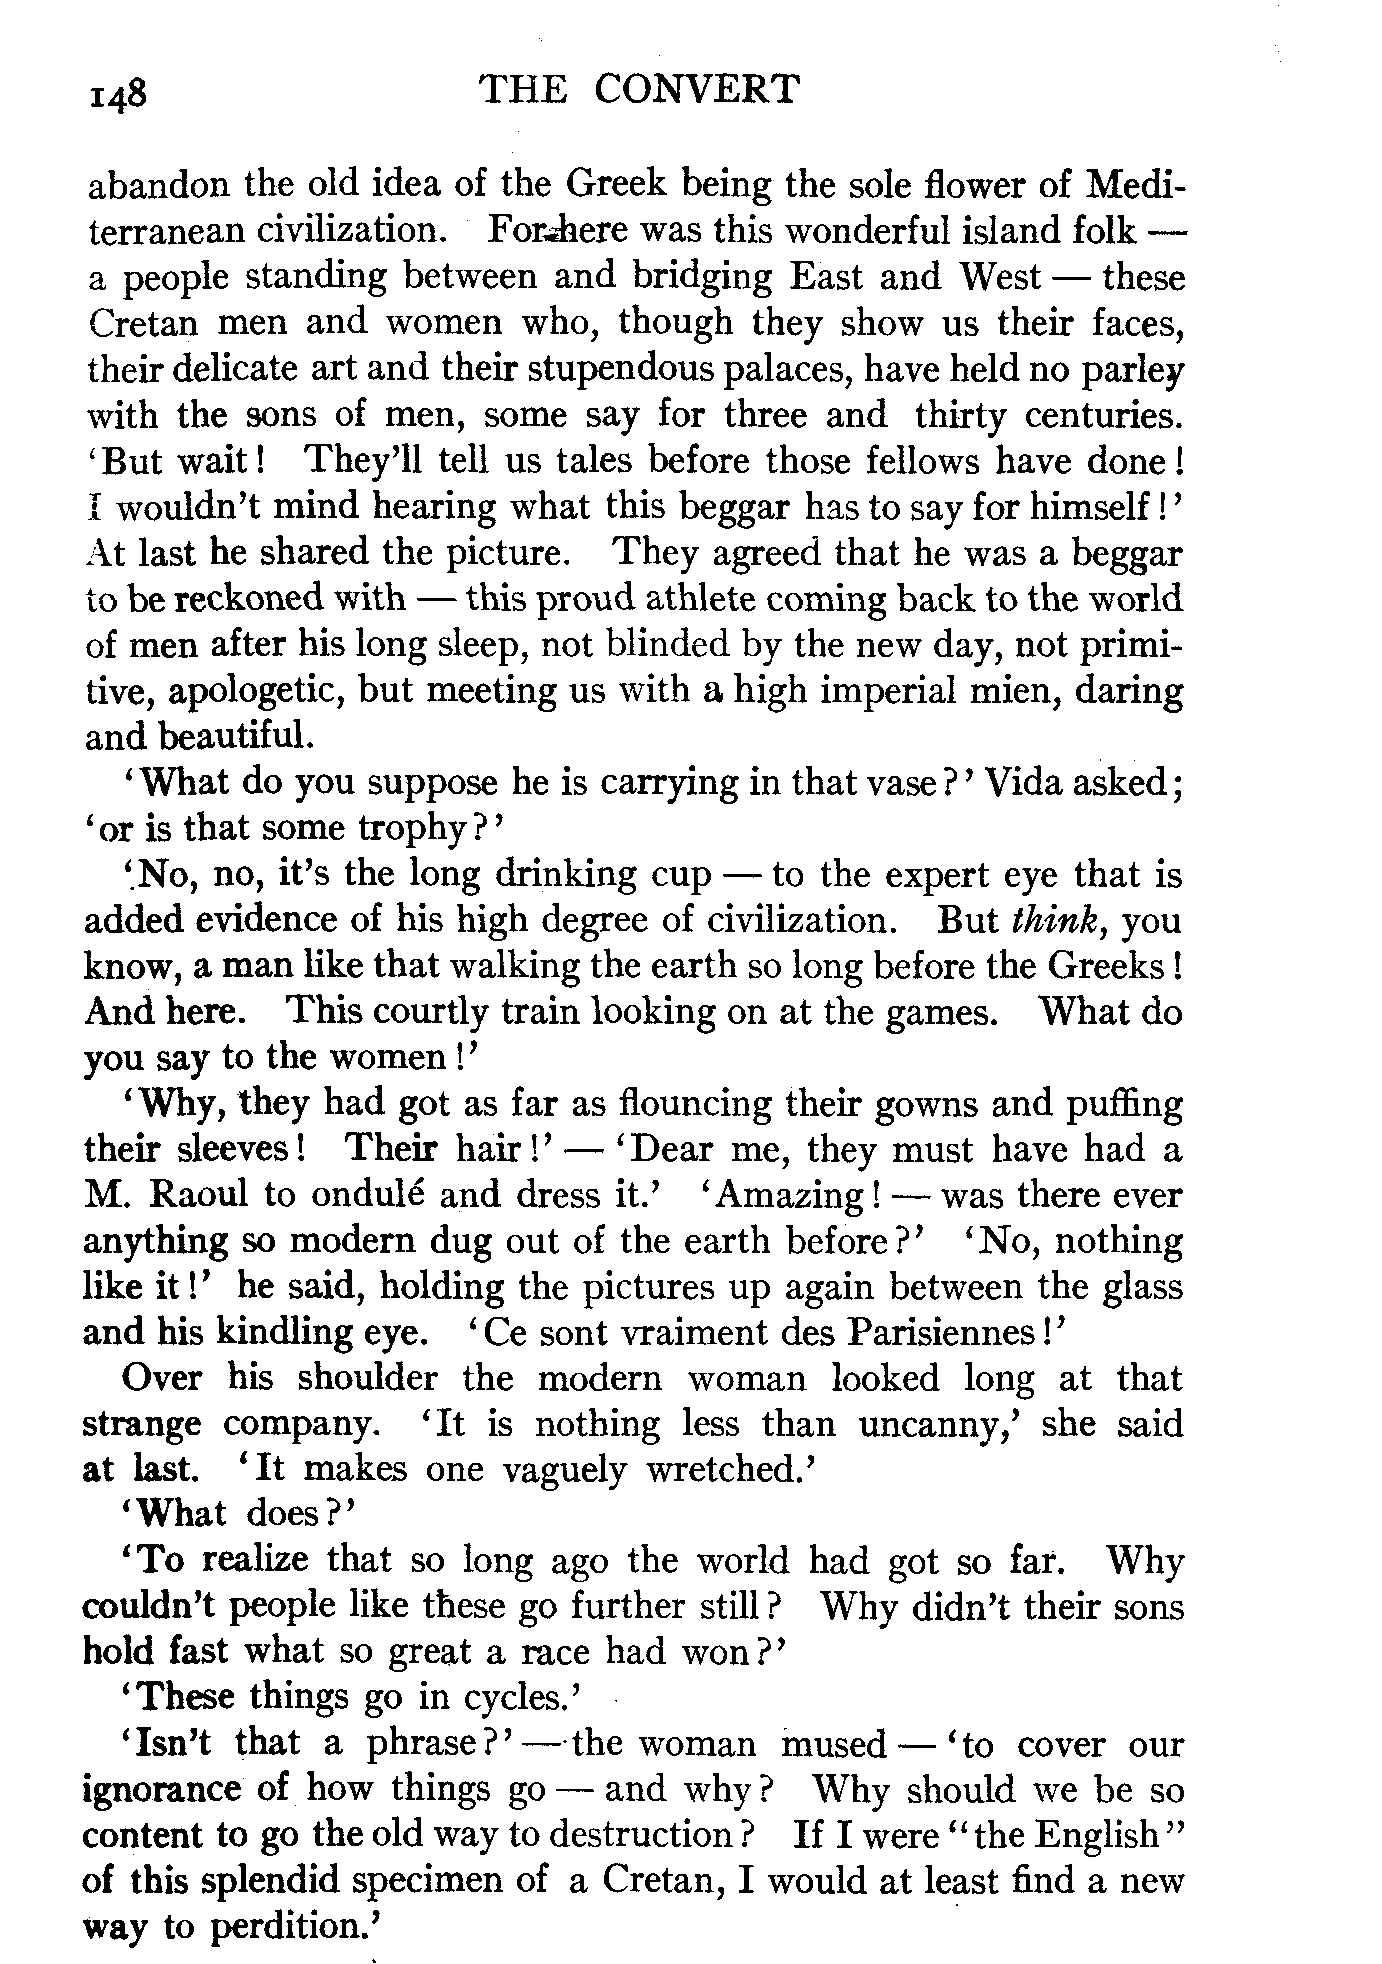 148 THE CONVERT
abandon the old idea of the Greek being the sole flower of Medi-
terranean civilization. For here was this wonderful island folk —
a people standing between and bridging East and West — these
Cretan men and women who, though they show us their faces,
their delicate art and their stupendous palaces, have held no parley
with the sons of men, some say for three and thirty centuries.
‘But wait! They’ll tell us tales before those fellows have done!
I wouldn’t mind hearing what this beggar has to say for himself!’
At last he shared the picture. They agreed that he was a beggar
to be reckoned with — this proud athlete coming back to the world
of men after his long sleep, not blinded by the new day, not primi-
tive, apologetic, but meeting us with a high imperial mien, daring
and beautiful.
‘What do you suppose he is carrying in that vase?’ Vida asked;
‘or is that some trophy?’
‘No, no, it’s the long drinking cup — to the expert eye that is
added evidence of his high degree of civilization. But think, you
know, a man like that walking the earth so long before the Greeks!
And here. This courtly train looking on at the games. What do
you say to the women!’
‘Why, they had got as far as flouncing their gowns and puffing
their sleeves! Their hair!’ — ‘Dear me, they must have had a
M. Raoul to ondulé and dress it.’ ‘Amazing! — was there ever
anything so modern dug out of the earth before?’ ‘No, nothing
like it!’ he said, holding the pictures up again between the glass
and his kindling eye. ‘Ce sont vraiment des Parisiennes!’
Over his shoulder the modern woman looked long at that
strange company. ‘It is nothing less than uncanny,’ she said
at last. ‘It makes one vaguely wretched.’
‘What does?’
‘To realize that so long ago the world had got so far. Why
couldn’t people like these go further still? Why didn’t their sons
hold fast what so great a race had won?’
‘These things go in cycles.’
‘Isn’t that a phrase?’ — the woman mused — ‘to cover our
ignorance of how things go — and why? Why should we be so
content to go the old way to destruction? If I were “the English”
of this splendid specimen of a Cretan, I would at least find a new
way to perdition.’